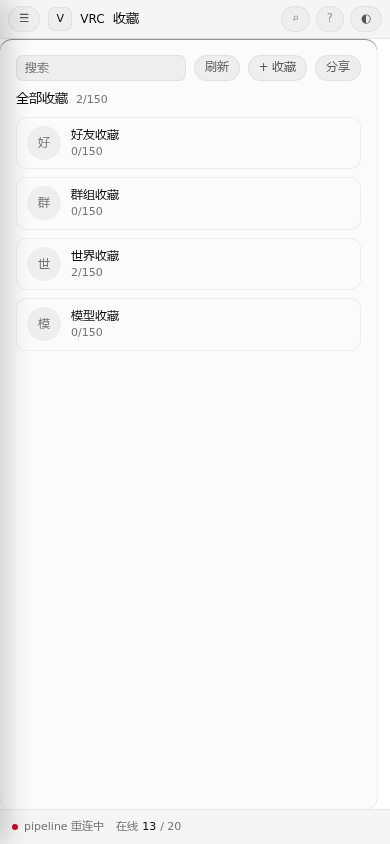 ☰ V VRC 收藏 ⌕ ? ◐
搜索 刷新 + 收藏 分享
全部收藏 2/150
好 好友收藏
0/150
群 群组收藏
0/150
世 世界收藏
2/150
模 模型收藏
0/150
pipeline 重连中 在线 13 / 20